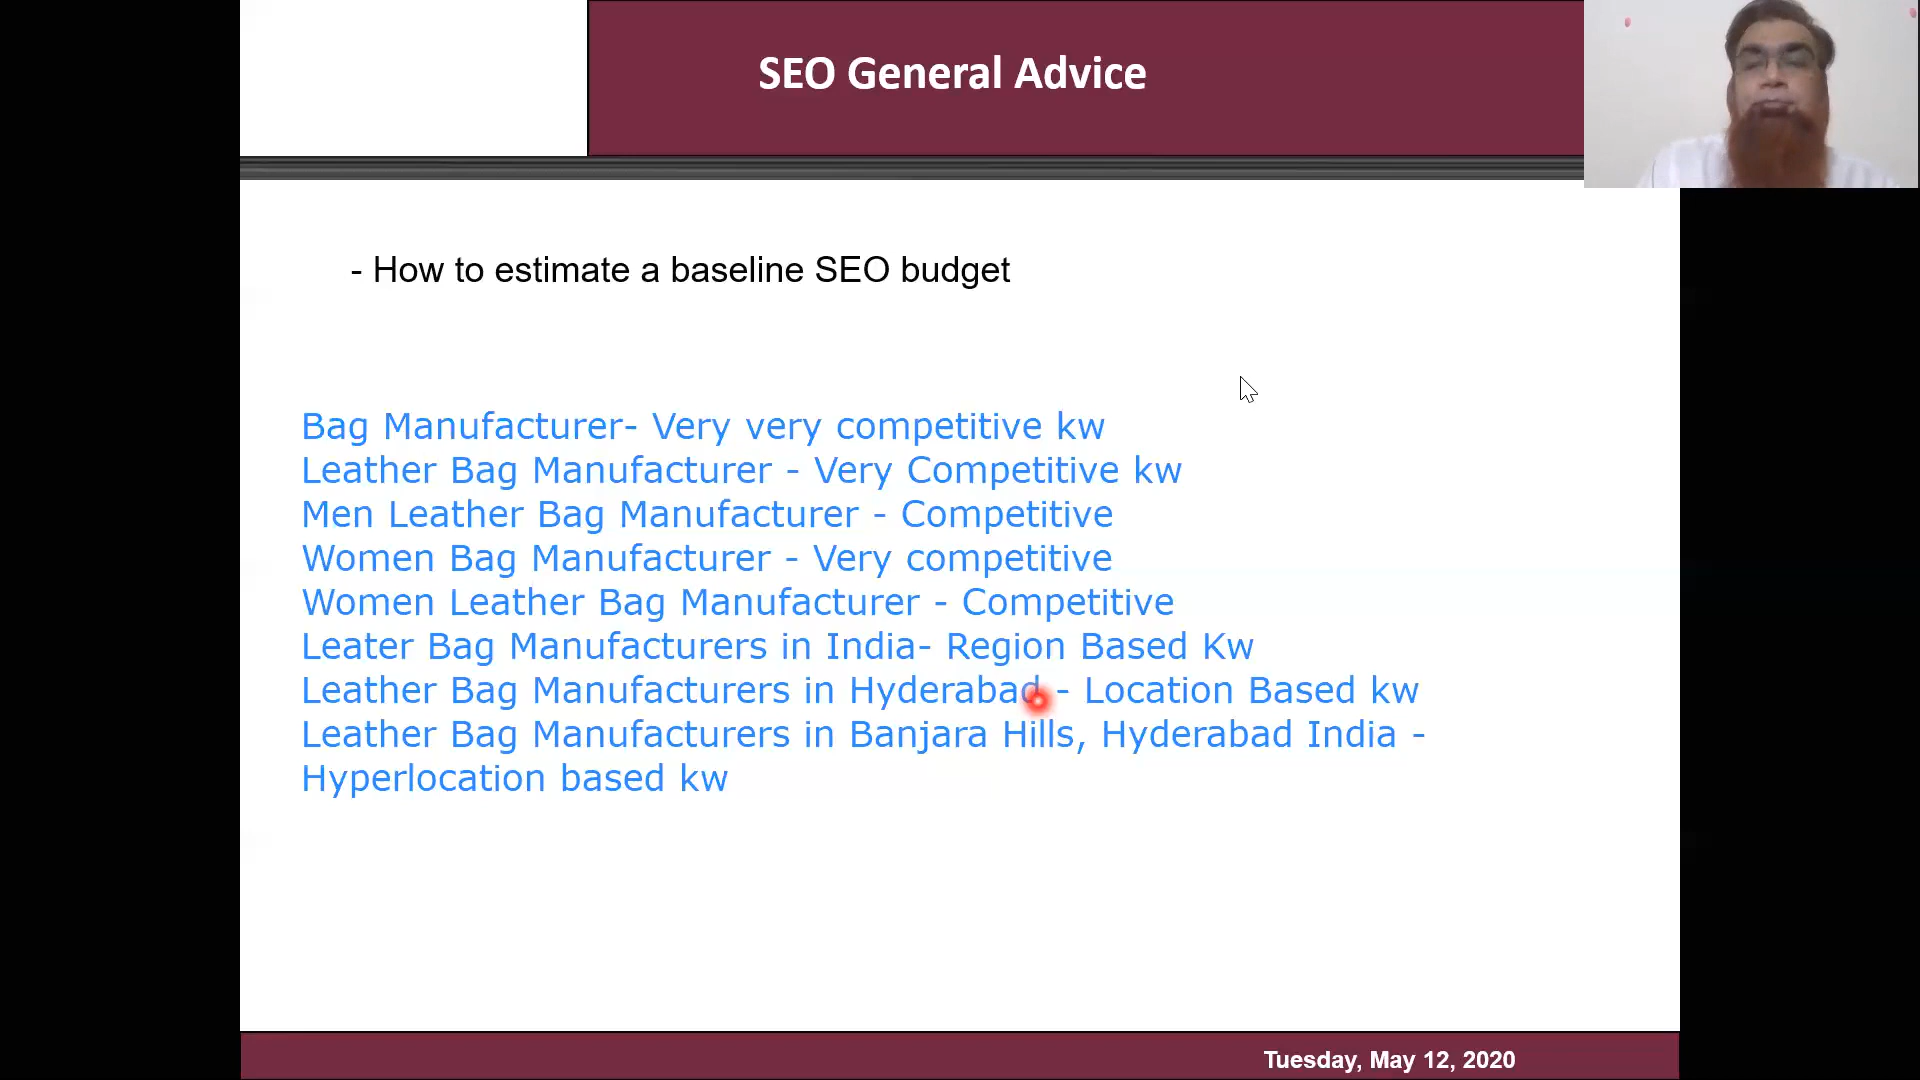 SEO General Advice
- How to estimate a baseline SEO budget
Bag Manufacturer- Very very competitive kw
Leather Bag Manufacturer - Very Competitive kw
Men Leather Bag Manufacturer - Competitive
Women Bag Manufacturer - Very competitive
Women Leather Bag Manufacturer - Competitive
Leater Bag Manufacturers in India- Region Based Kw
Leather Bag Manufacturers in Hyderabad - Location Based kw
Leather Bag Manufacturers in Banjara Hills, Hyderabad India -
Hyperlocation based kw
Tuesday, May 12, 2020